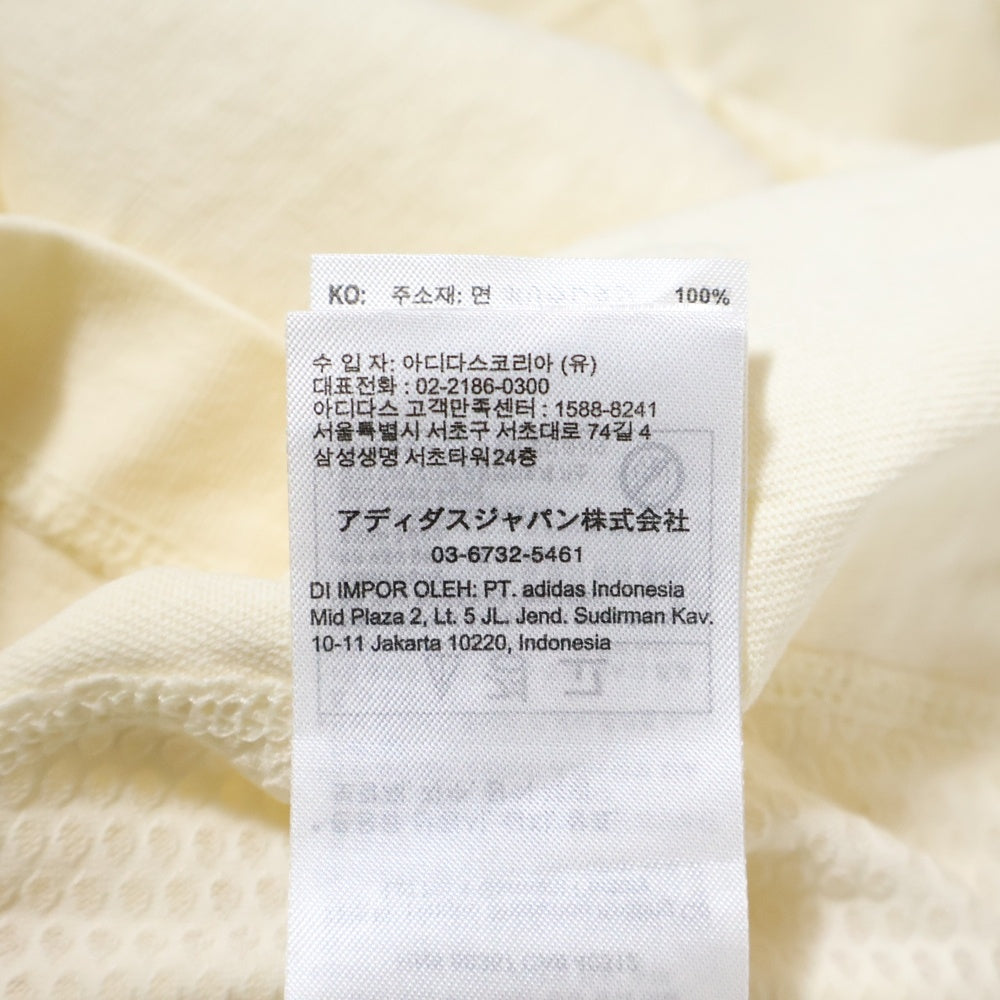 KO: 주소재: 면 100%
수 입 자: 아디다스코리아 (유)
대표전화 : 02-2186-0300
아디다스 고객만족센터 : 1588-8241
서울특별시 서초구 서초대로 74길 4
삼성생명 서초타워24층
アディダスジャパン株式会社
03-6732-5461
DI IMPOR OLEH: PT. adidas Indonesia
Mid Plaza 2, Lt. 5 JL. Jend. Sudirman Kav.
10-11 Jakarta 10220, Indonesia